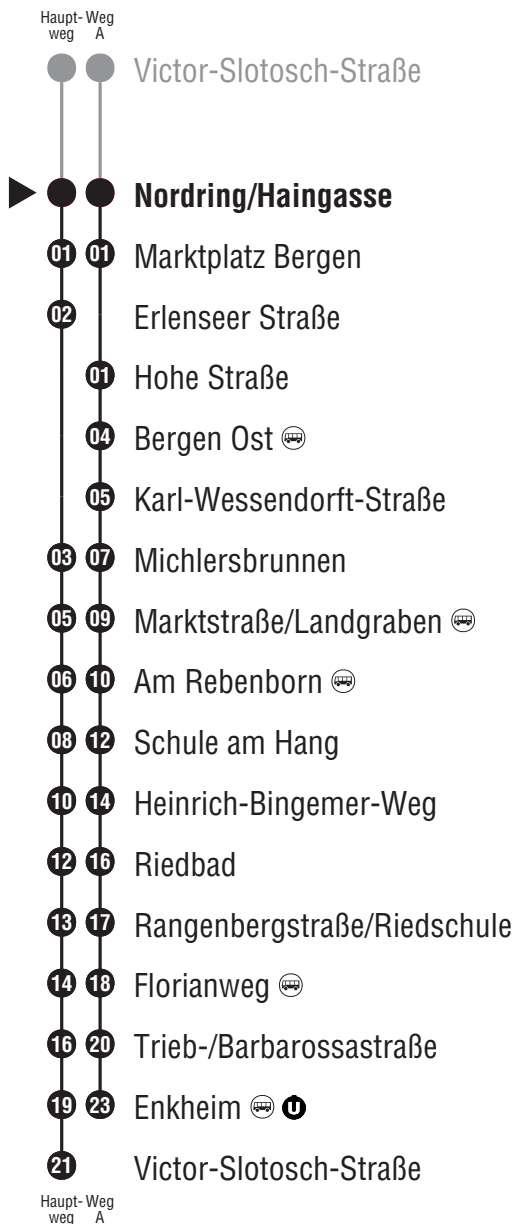 Haupt- Weg
weg A
Victor-Slotosch-Straße
Nordring/Haingasse
01 01 Marktplatz Bergen
02 Erlenseer Straße
01 Hohe Straße
04 Bergen Ost
05 Karl-Wessendorft-Straße
03 07 Michlersbrunnen
05 09 Marktstraße/Landgraben
06 10 Am Rebenborn
08 12 Schule am Hang
10 14 Heinrich-Bingemer-Weg
12 16 Riedbad
13 17 Rangenbergstraße/Riedschule
14 18 Florianweg
16 20 Trieb-/Barbarossastraße
19 23 Enkheim U
21 Victor-Slotosch-Straße
Haupt- Weg
weg A